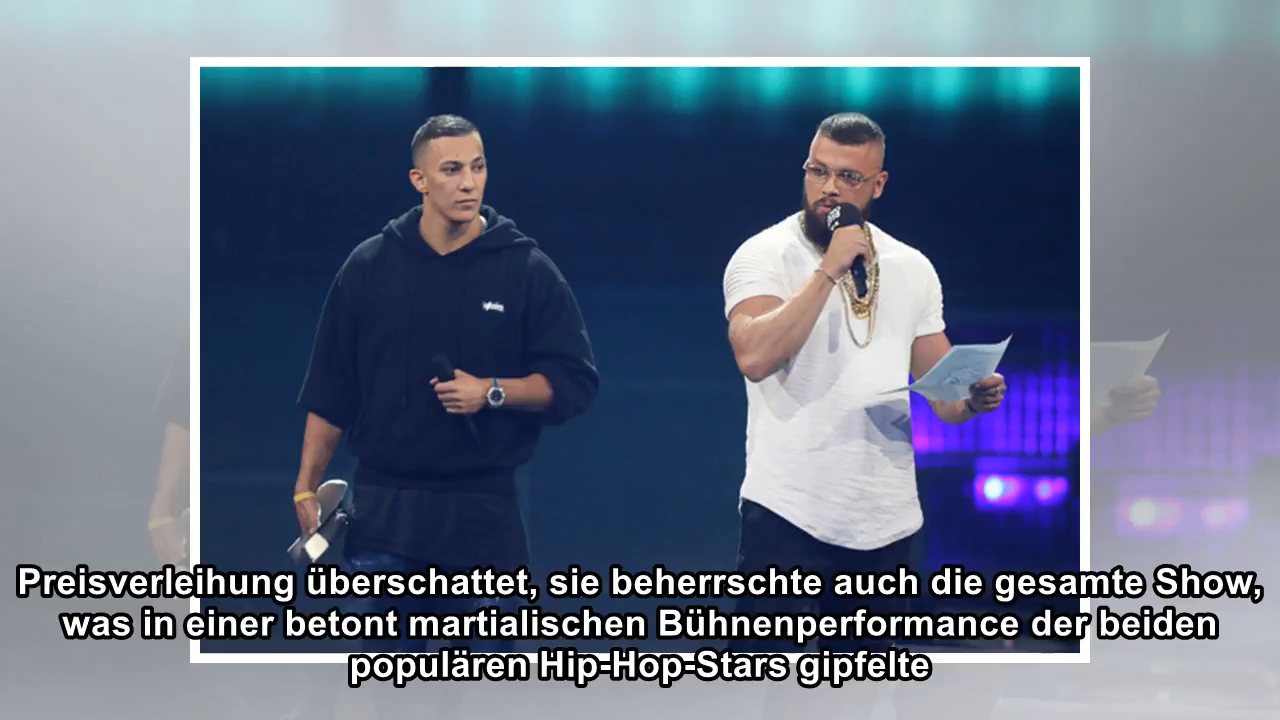 Preisverleihung überschattet, sie beherrschte auch die gesamte Show,
was in einer betont martialischen Bühnenperformance der beiden
populären Hip-Hop-Stars gipfelte